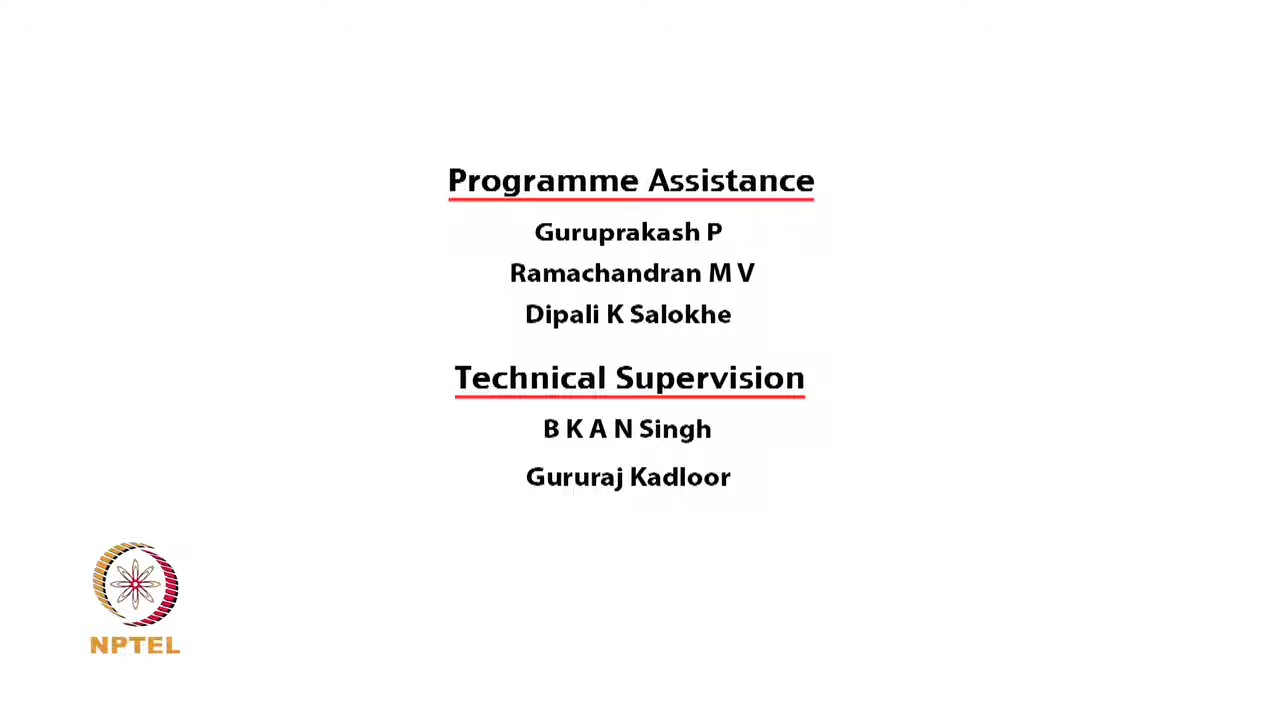 Programme Assistance
Guruprakash P
Ramachandran M V
Dipali K Salokhe
Technical Supervision
B K A N Singh
Gururaj Kadloor
NPTEL